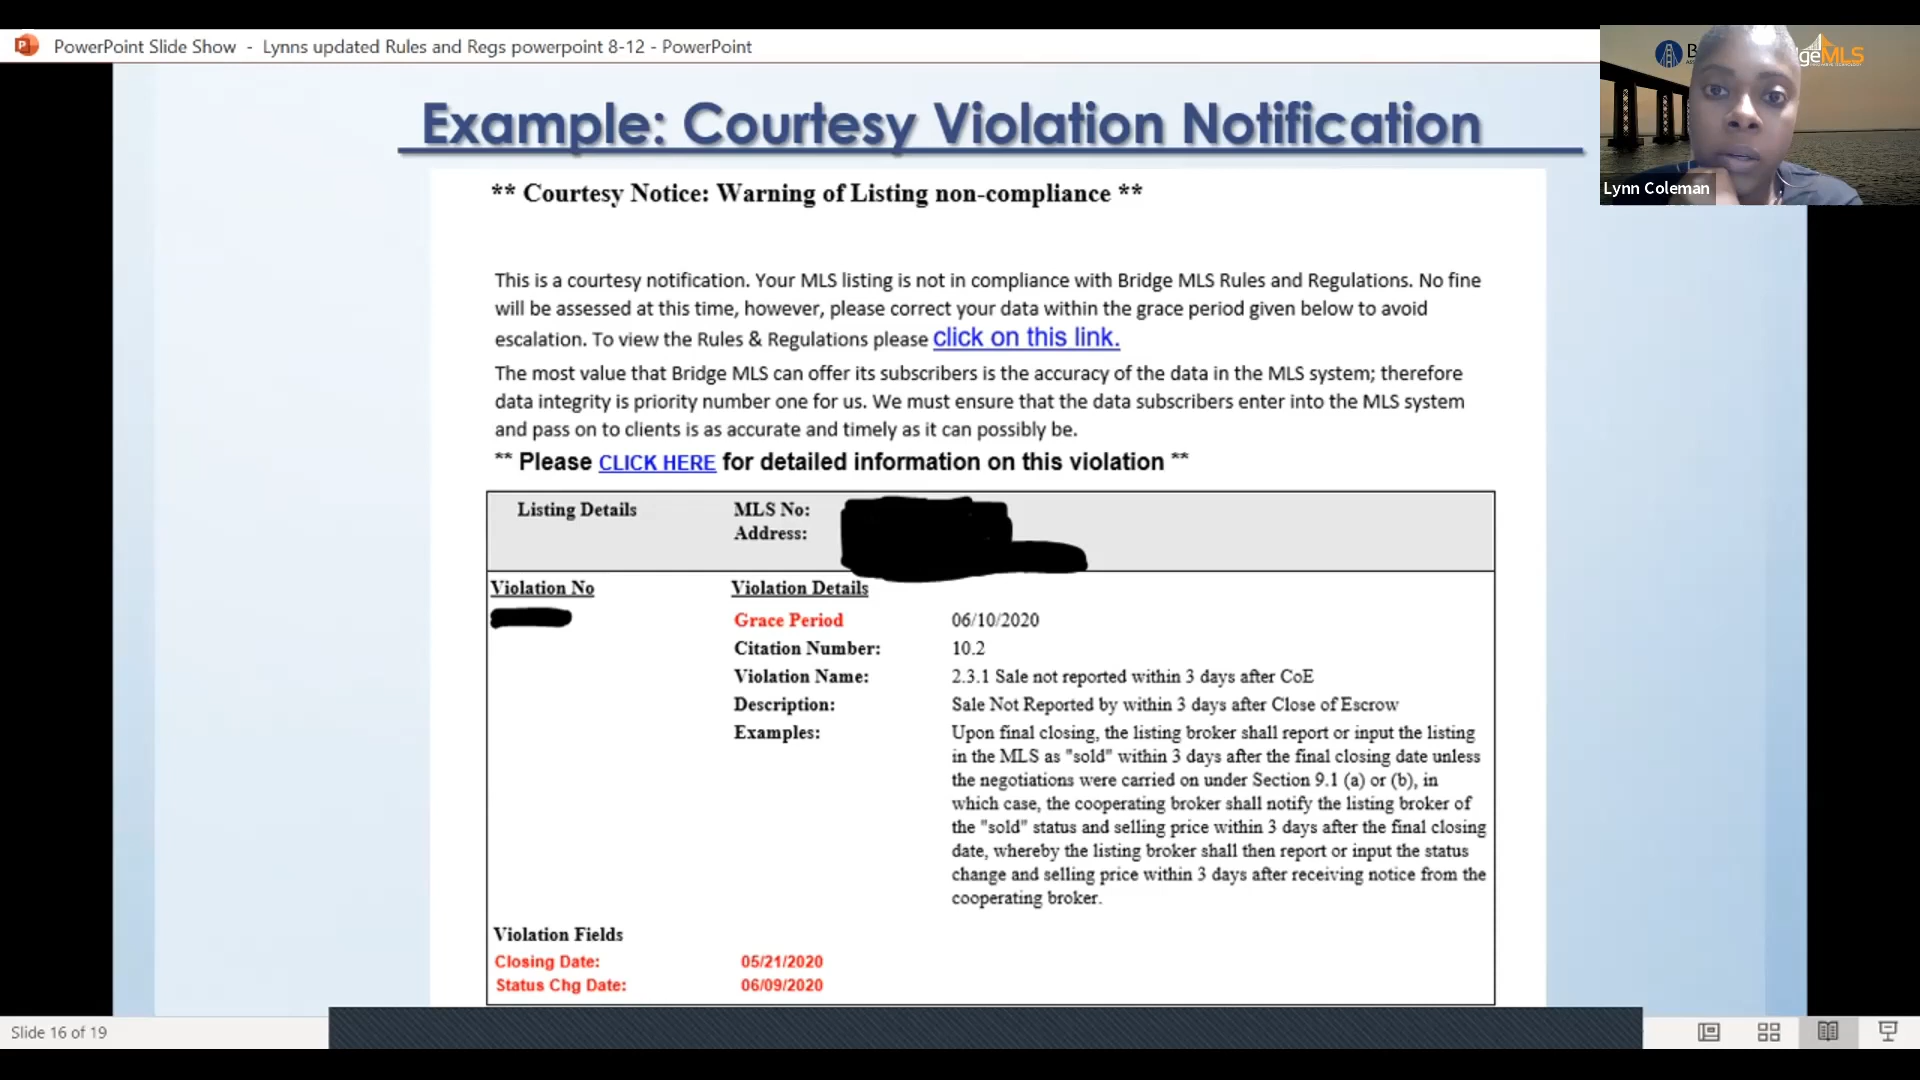 PowerPoint Slide Show - Lynns updated Rules and Regs powerpoint 8-12 - PowerPoint
geMLS
Lynn Coleman
Example: Courtesy Violation Notification
** Courtesy Notice: Warning of Listing non-compliance **
This is a courtesy notification. Your MLS listing is not in compliance with Bridge MLS Rules and Regulations. No fine
will be assessed at this time, however, please correct your data within the grace period given below to avoid
escalation. To view the Rules & Regulations please click on this link.
The most value that Bridge MLS can offer its subscribers is the accuracy of the data in the MLS system; therefore
data integrity is priority number one for us. We must ensure that the data subscribers enter into the MLS system
and pass on to clients is as accurate and timely as it can possibly be.
** Please CLICK HERE for detailed information on this violation **
Listing Details MLS No:
Address:
Violation No Violation Details
Grace Period 06/10/2020
Citation Number: 10.2
Violation Name: 2.3.1 Sale not reported within 3 days after CoE
Description: Sale Not Reported by within 3 days after Close of Escrow
Examples: Upon final closing, the listing broker shall report or input the listing
in the MLS as "sold" within 3 days after the final closing date unless
the negotiations were carried on under Section 9.1 (a) or (b), in
which case, the cooperating broker shall notify the listing broker of
the "sold" status and selling price within 3 days after the final closing
date, whereby the listing broker shall then report or input the status
change and selling price within 3 days after receiving notice from the
cooperating broker.
Violation Fields
Closing Date: 05/21/2020
Status Chg Date: 06/09/2020
Slide 16 of 19